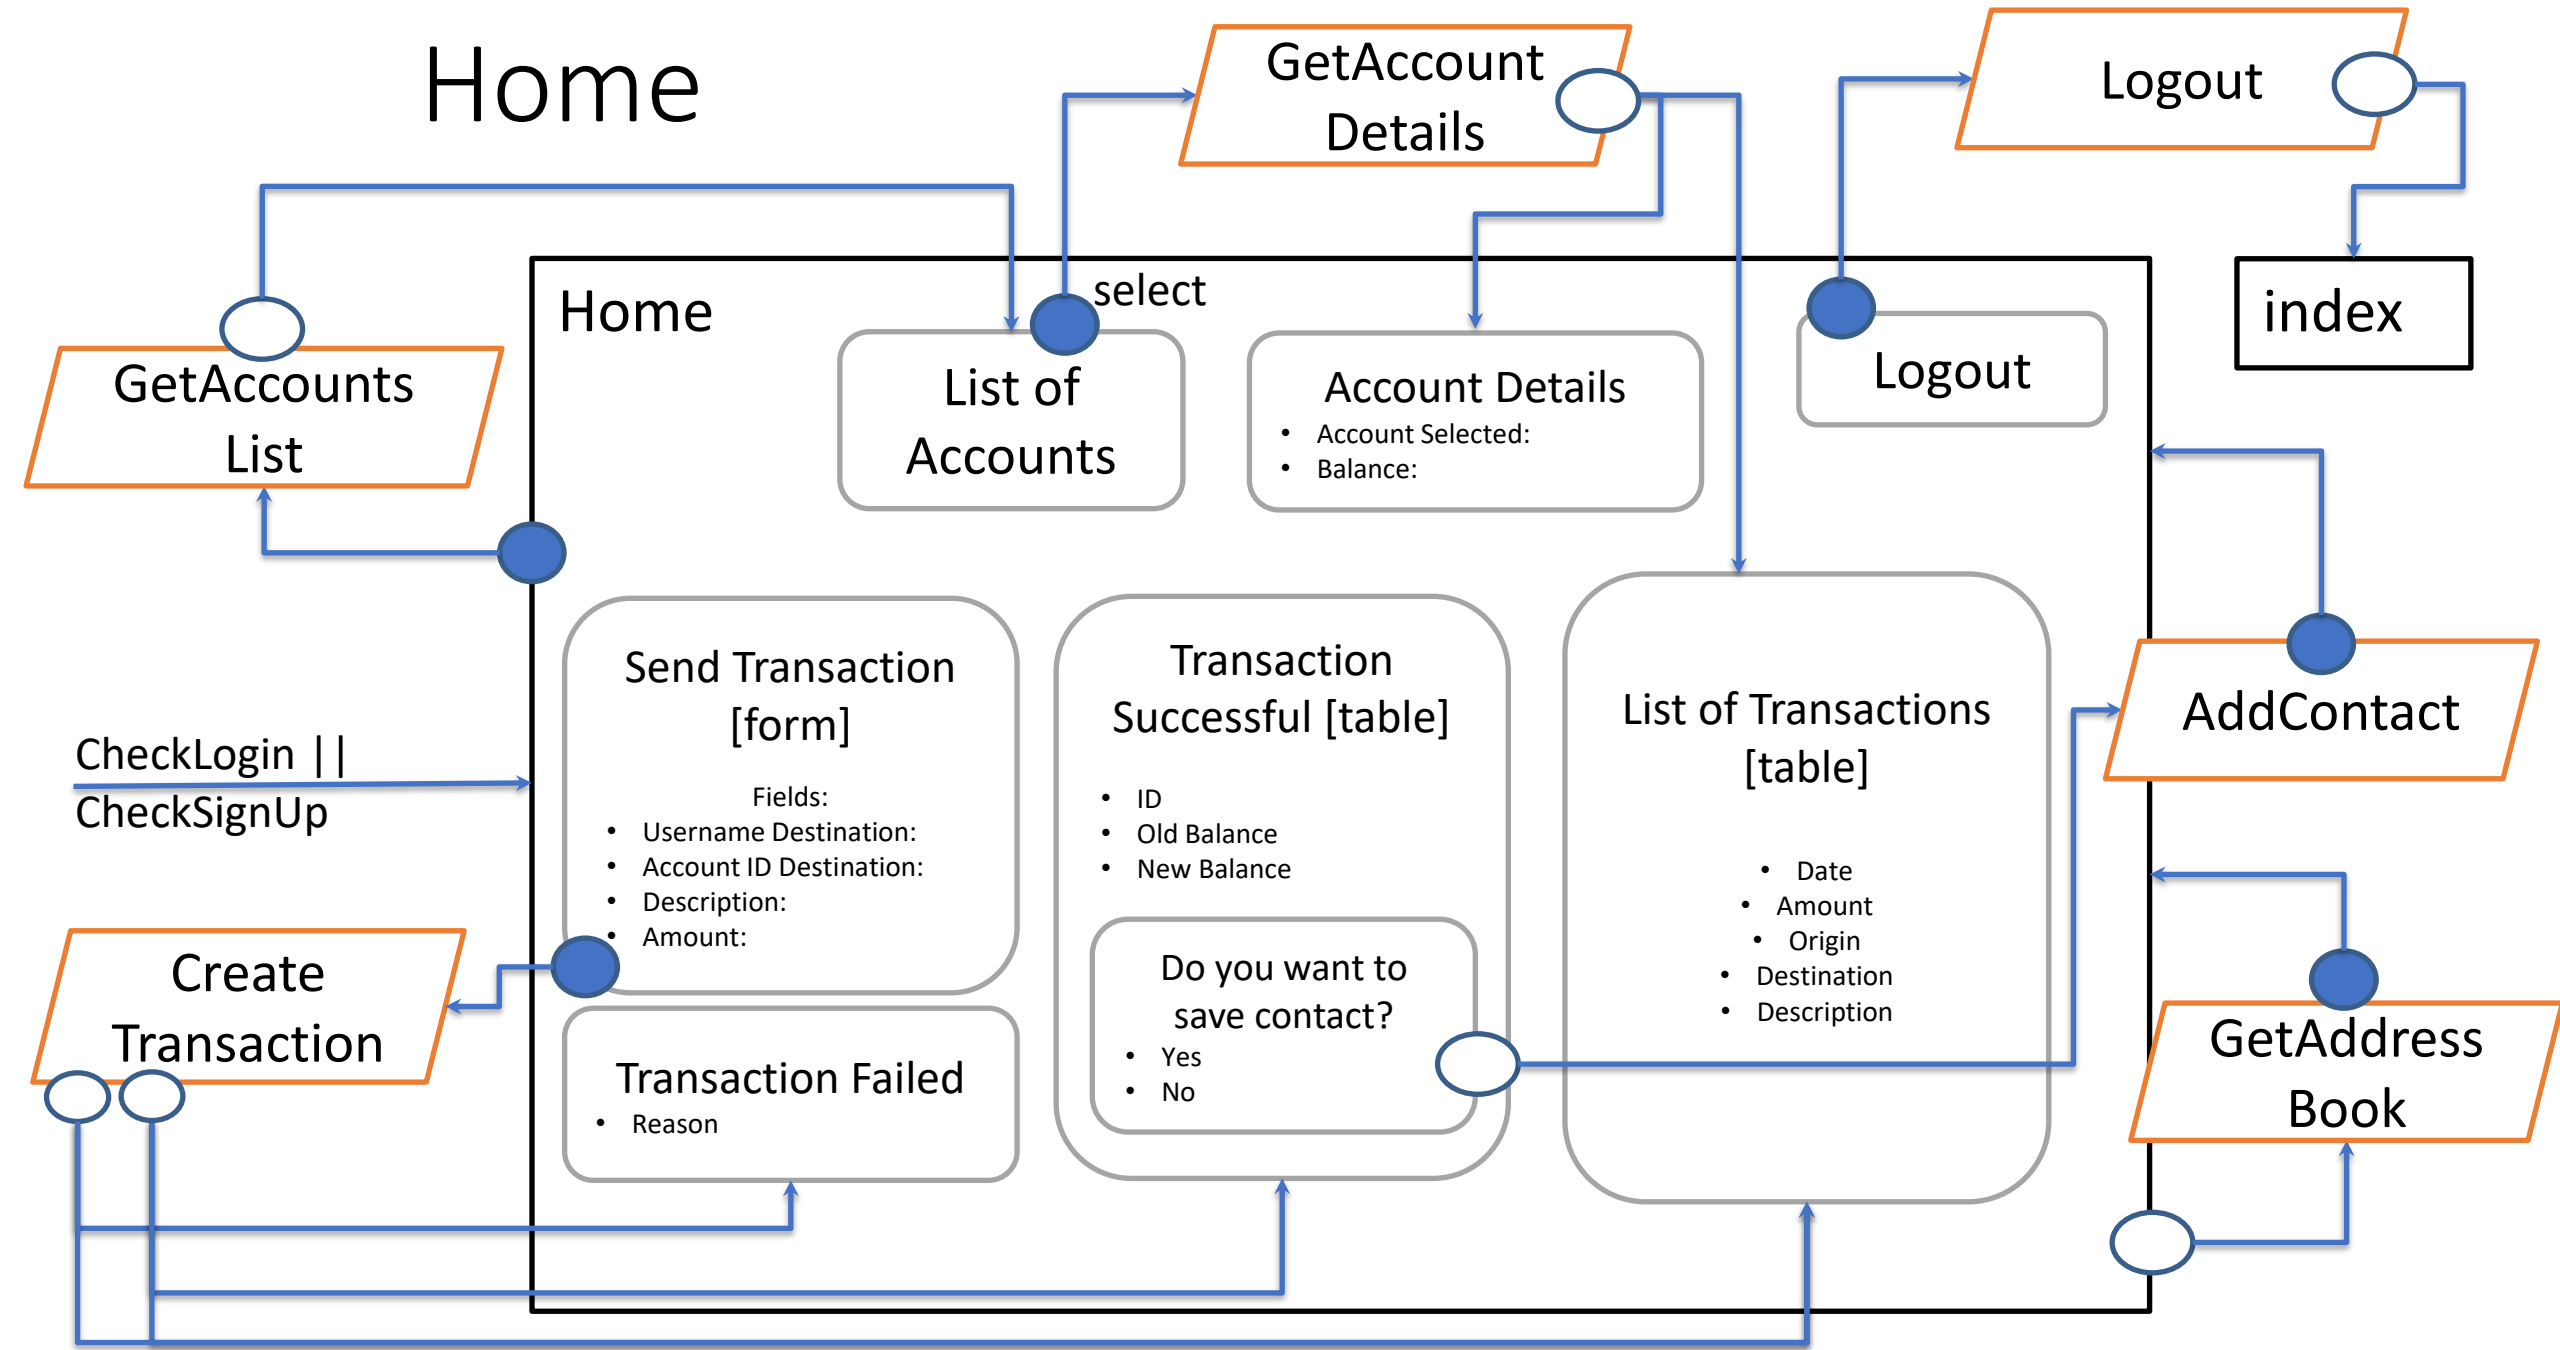 Home
GetAccount
Details
Logout
GetAccounts
List
Home
select
List of
Accounts
Account Details
• Account Selected:
• Balance:
Logout
index
CheckLogin ||
CheckSignUp
Send Transaction
[form]
Fields:
• Username Destination:
• Account ID Destination:
• Description:
• Amount:
Transaction
Successful [table]
• ID
• Old Balance
• New Balance
Do you want to
save contact?
• Yes
• No
List of Transactions
[table]
• Date
• Amount
• Origin
• Destination
• Description
AddContact
Create
Transaction
Transaction Failed
• Reason
GetAddress
Book